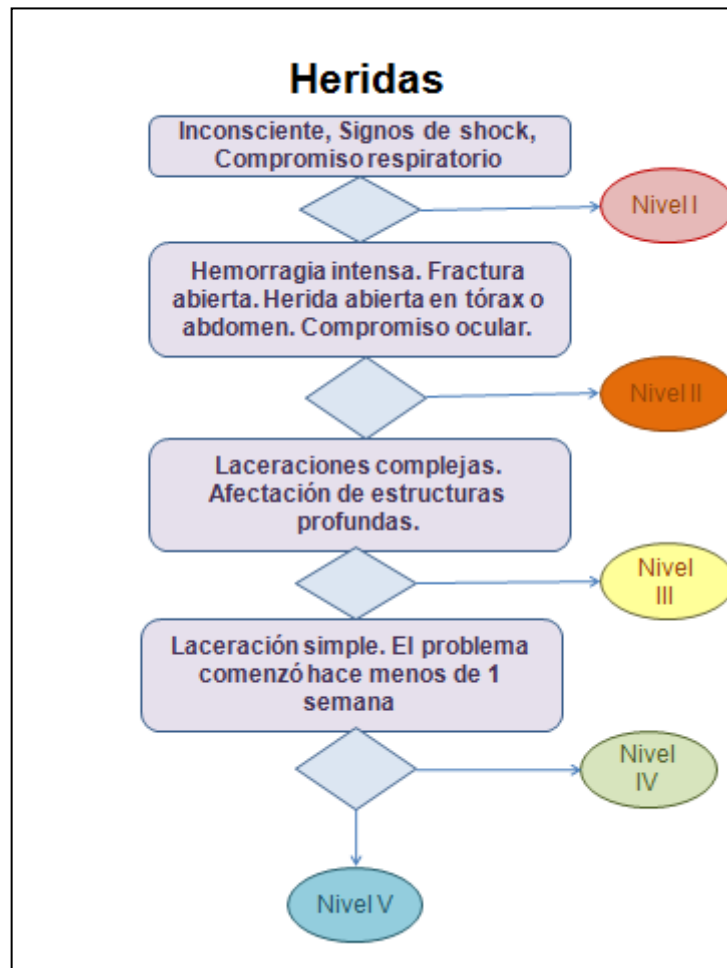 Heridas
Inconsciente, Signos de shock,
Compromiso respiratorio
Nivel I
Hemorragia intensa. Fractura
abierta. Herida abierta en tórax o
abdomen. Compromiso ocular.
Nivel II
Laceraciones complejas.
Afectación de estructuras
profundas.
Nivel
III
Laceración simple. El problema
comenzó hace menos de 1
semana
Nivel
IV
Nivel V